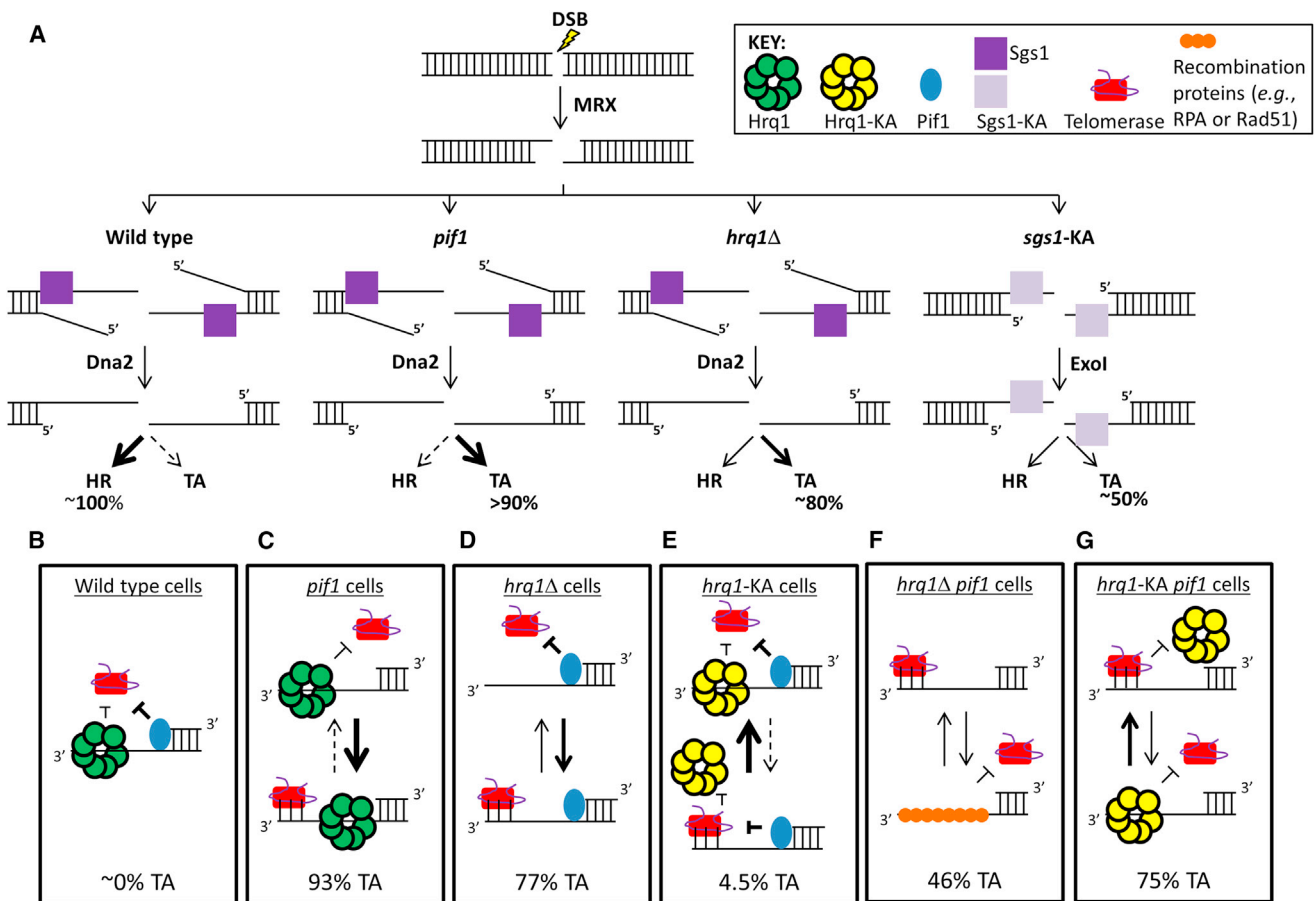 A
DSB
MRX
KEY:
Hrq1
Hrq1-KA
Pif1
Sgs1
Sgs1-KA
Telomerase
Recombination
proteins (e.g.,
RPA or Rad51)
Wild type
pif1
hrq1Δ
sgs1-KA
5’
5’
5’
5’
5’
5’
5’
5’
Dna2
Dna2
Dna2
ExoI
5’
5’
5’
5’
5’
5’
5’
5’
HR
~100%
TA
HR
TA
>90%
HR
TA
~80%
HR
TA
~50%
B
Wild type cells
3’
3’
~0% TA
C
pif1 cells
3’
3’
3’
3’
93% TA
D
hrq1Δ cells
3’
3’
3’
3’
77% TA
E
hrq1-KA cells
3’
3’
3’
3’
4.5% TA
F
hrq1Δ pif1 cells
3’
3’
3’
3’
46% TA
G
hrq1-KA pif1 cells
3’
3’
3’
3’
75% TA